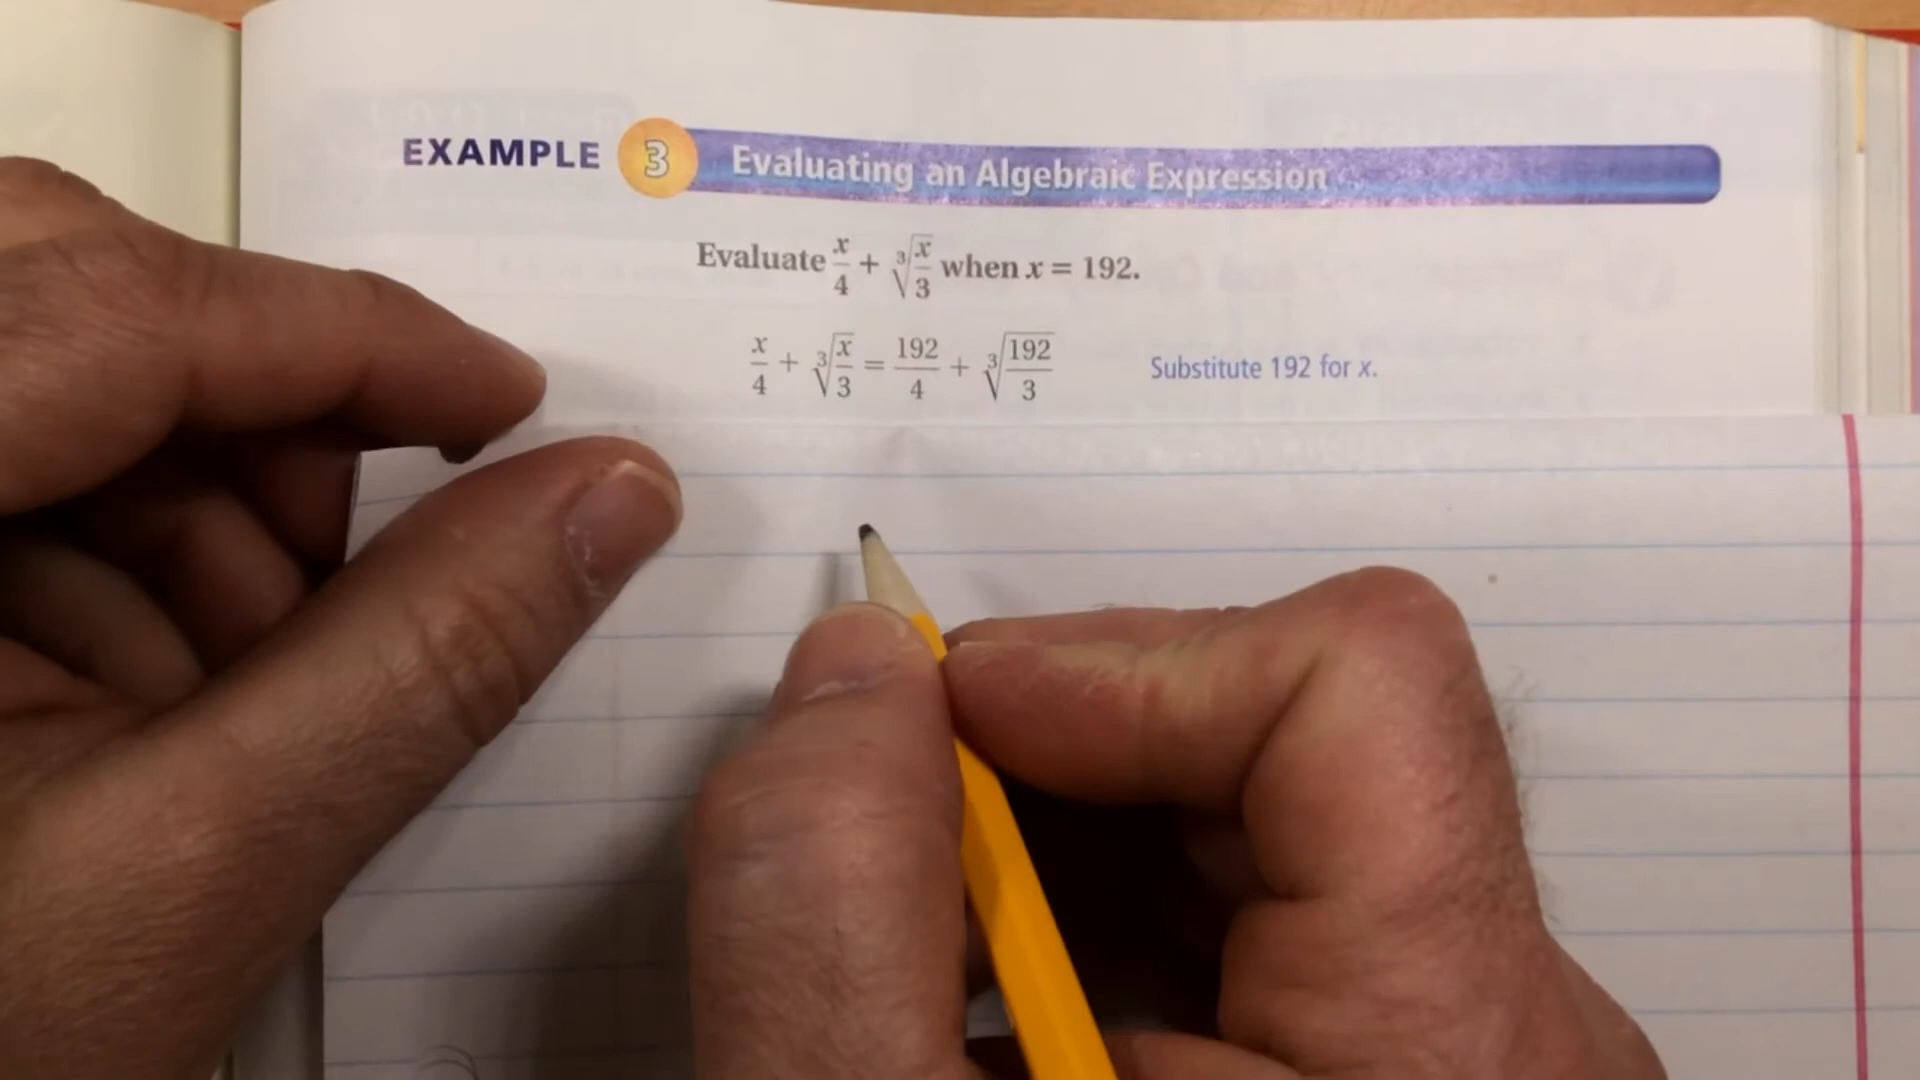 EXAMPLE 3 Evaluating an Algebraic Expression
Evaluate x/4 + ∛(x/3) when x = 192.
x/4 + ∛(x/3) = 192/4 + ∛(192/3) Substitute 192 for x.